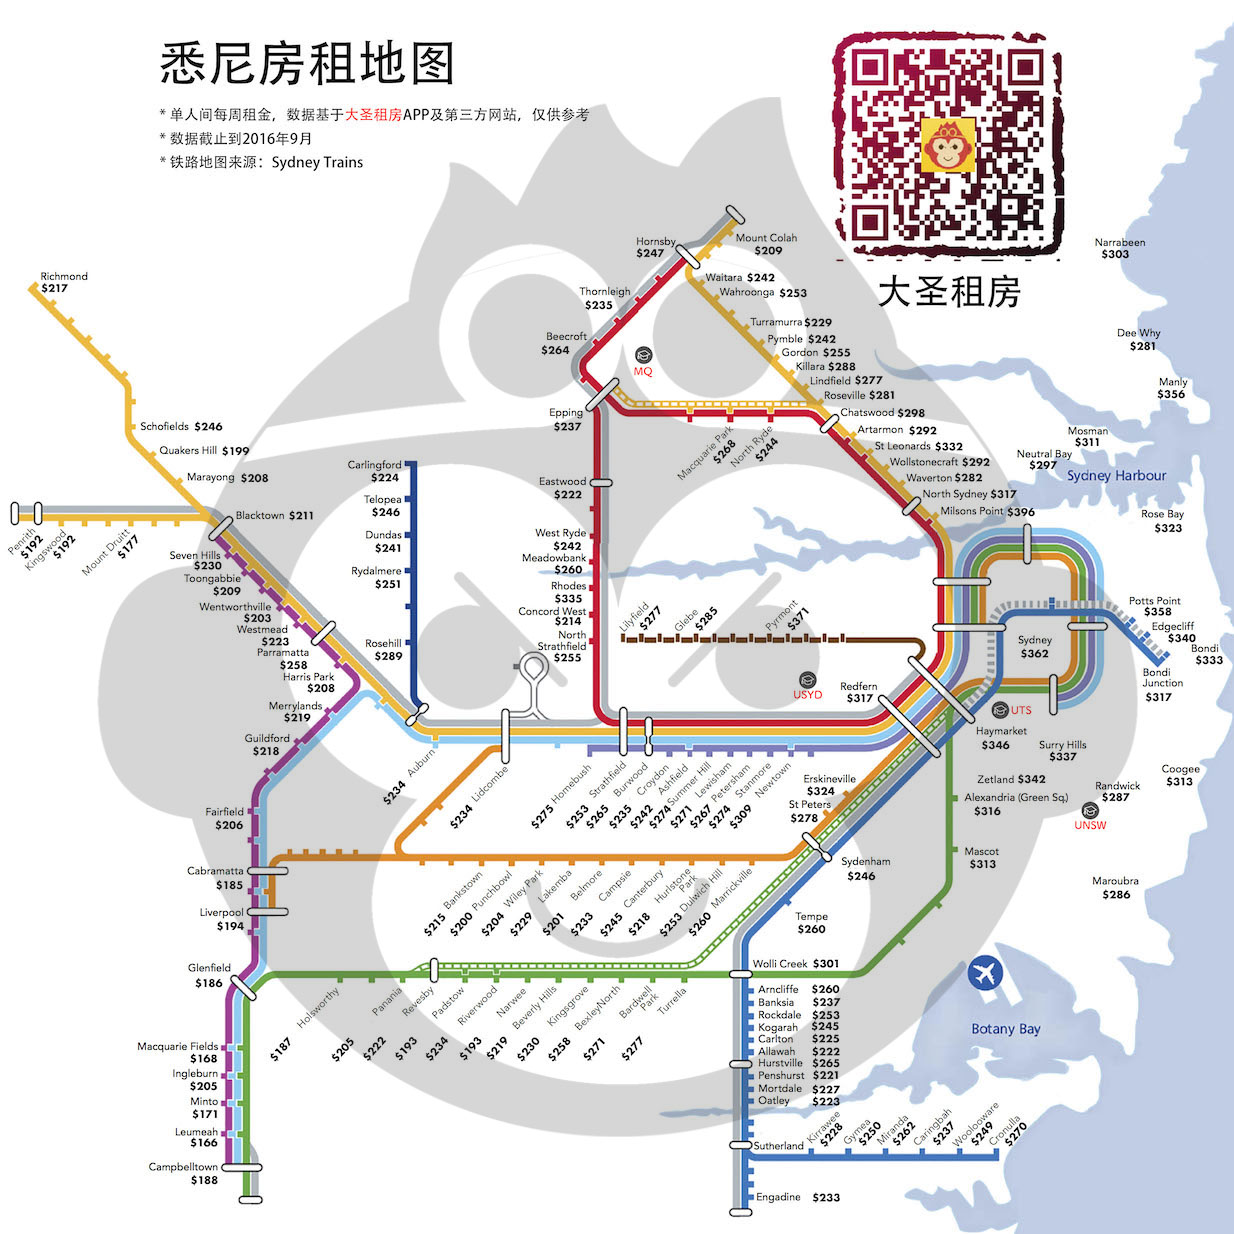 悉尼房租地图
* 单人间每周租金，数据基于大圣租房APP及第三方网站，仅供参考
* 数据截止到2016年9月
* 铁路地图来源：Sydney Trains
大圣租房
Narrabeen
$303
Dee Why
$281
Manly
$356
Mosman
$311
Neutral Bay
$297
Sydney Harbour
Rose Bay
$323
Hornsby
$247
Mount Colah
$209
Waitara $242
Wahroonga $253
Turramurra $229
Pymble $242
Gordon $255
Killara $288
Lindfield $277
Roseville $281
Chatswood $298
Artarmon $292
St Leonards $332
Wollstonecraft $292
Waverton $282
North Sydney $317
Milsons Point $396
Thornleigh
$235
Beecroft
$264
MQ
Epping
$237
Macquarie Park
$268
North Ryde
$244
Eastwood
$222
West Ryde
$242
Meadowbank
$260
Rhodes
$335
Concord West
$214
North
Strathfield
$255
Richmond
$217
Schofields $246
Quakers Hill $199
Marayong $208
Blacktown $211
Penrith
$192
Kingswood
$192
Mount Druitt
$177
Seven Hills
$230
Toongabbie
$209
Wentworthville
$203
Westmead
$223
Parramatta
$258
Harris Park
$208
Merrylands
$219
Guildford
$218
Fairfield
$206
Cabramatta
$185
Liverpool
$194
Glenfield
$186
Macquarie Fields
$168
Ingleburn
$205
Minto
$171
Leumeah
$166
Campbelltown
$188
Carlingford
$224
Telopea
$246
Dundas
$241
Rydalmere
$251
Rosehill
$289
Lilyfield
$277
Glebe
$285
Pyrmont
$371
USYD
Redfern
$317
Sydney
$362
Potts Point
$358
Edgecliff
$340
Bondi
$333
Bondi
Junction
$317
UTS
Haymarket
$346
Surry Hills
$337
Zetland $342
Alexandria (Green Sq.)
$316
Mascot
$313
Randwick
$287
UNSW
Coogee
$313
Maroubra
$286
Auburn
$234
Lidcombe
$234
Homebush
$275
Strathfield
$253
Burwood
$265
Croydon
$235
Ashfield
$242
Summer Hill
$274
Lewisham
$271
Petersham
$267
Stanmore
$274
Newtown
$309
Erskineville
$324
St Peters
$278
Sydenham
$246
Bankstown
$215
Punchbowl
$200
Wiley Park
$204
Lakemba
$229
Belmore
$201
Campsie
$233
Canterbury
$245
Hurlstone
Park
$218
Dulwich Hill
$253
Marrickville
$260
Tempe
$260
Wolli Creek $301
Holsworthy
$187
Panania
$205
Revesby
$222
Padstow
$193
Riverwood
$234
Narwee
$193
Beverly Hills
$219
Kingsgrove
$230
BexleyNorth
$258
Bardwell
Park
$271
Turrella
$277
Arncliffe $260
Banksia $237
Rockdale $253
Kogarah $245
Carlton $225
Allawah $222
Hurstville $265
Penshurst $221
Mortdale $227
Oatley $223
Sutherland
Kirrawee
$228
Gymea
$250
Miranda
$262
Caringbah
$237
Woolooware
$249
Cronulla
$270
Engadine $233
Botany Bay